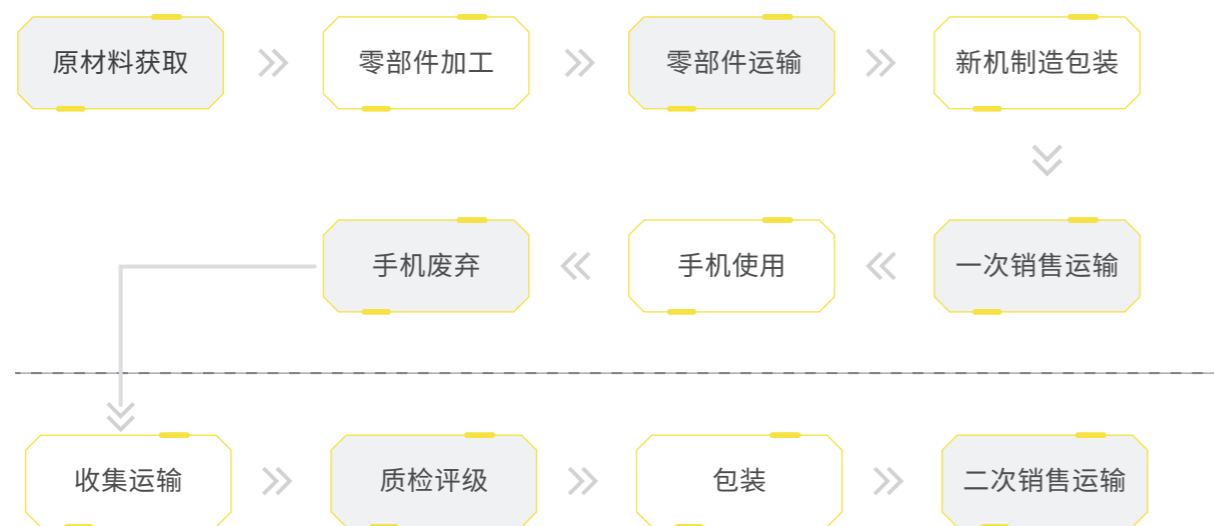 原材料获取
零部件加工
零部件运输
新机制造包装
一次销售运输
手机使用
手机废弃
收集运输
质检评级
包装
二次销售运输